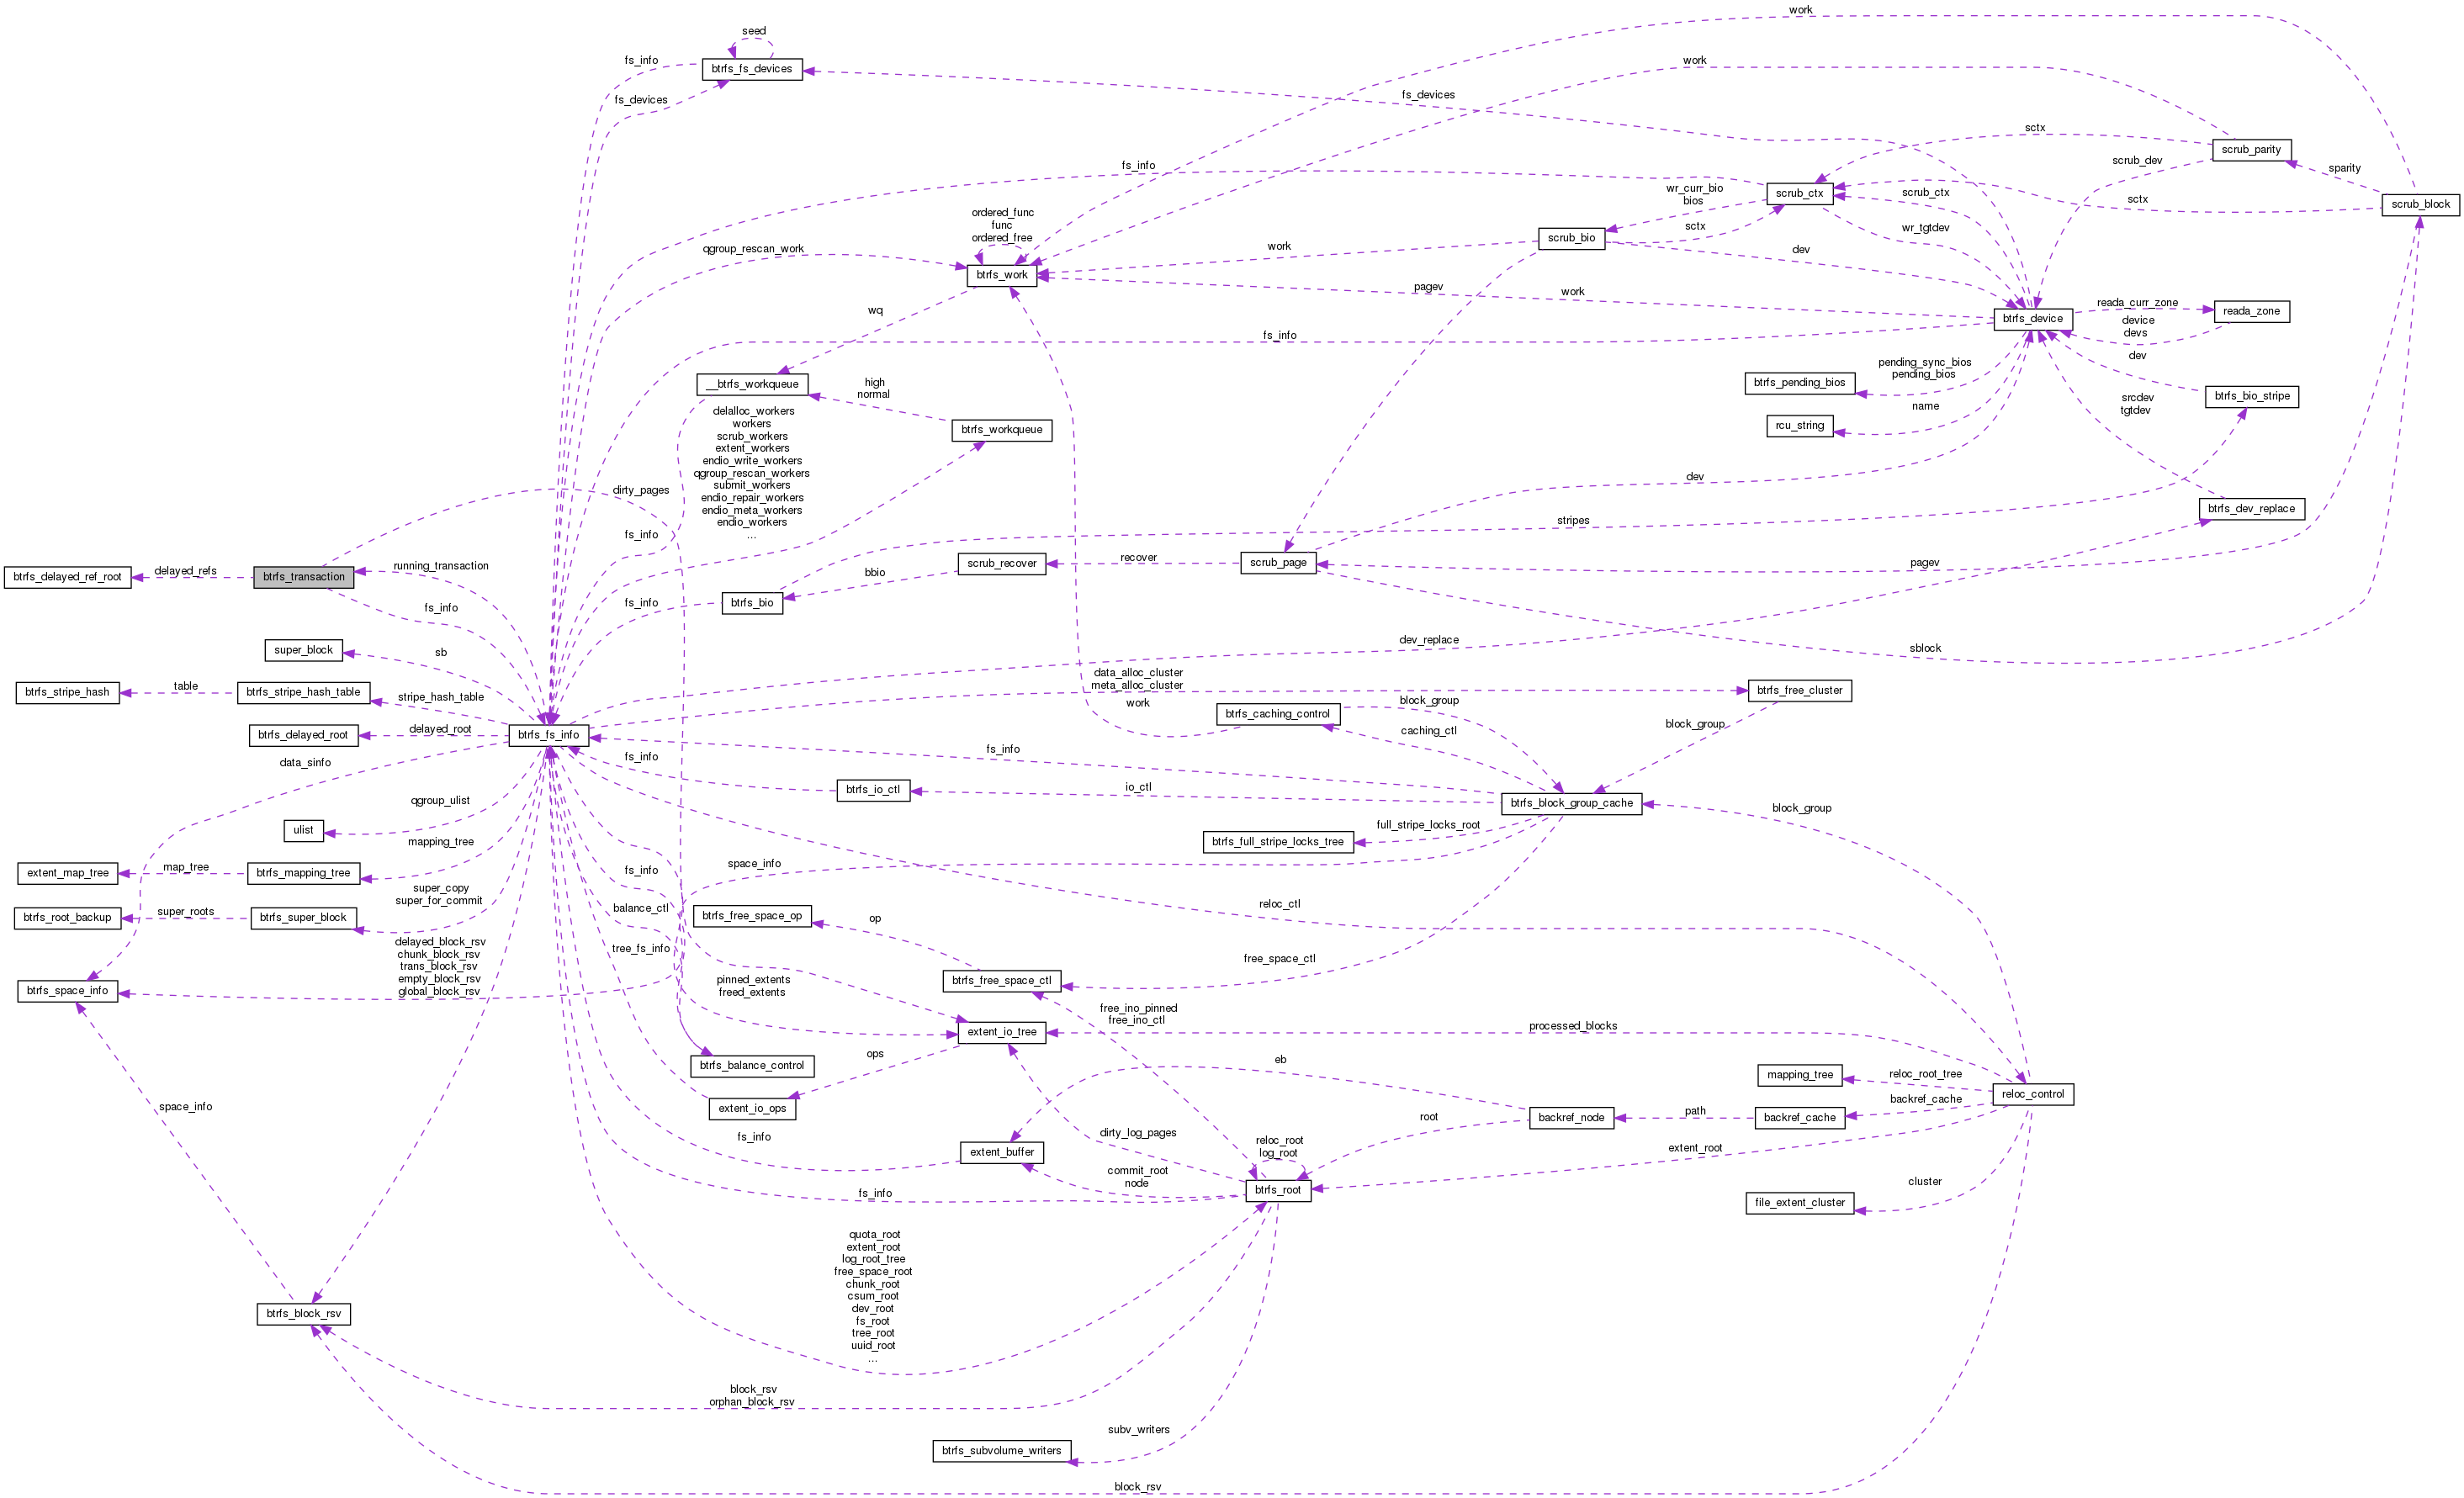 work
seed
fs_info
btrfs_fs_devices
work
fs_devices
fs_devices
sctx
scrub_parity
scrub_dev
sparity
fs_info
wr_curr_bio
bios
scrub_ctx
scrub_ctx
sctx
scrub_block
ordered_func
func
ordered_free
sctx
wr_tgtdev
scrub_bio
qgroup_rescan_work
work
dev
btrfs_work
pagev
work
reada_curr_zone
reada_zone
wq
btrfs_device
device
devs
fs_info
dev
pending_sync_bios
pending_bios
btrfs_pending_bios
__btrfs_workqueue
high
normal
btrfs_bio_stripe
name
srcdev
tgtdev
rcu_string
btrfs_workqueue
delalloc_workers
workers
scrub_workers
extent_workers
endio_write_workers
qgroup_rescan_workers
submit_workers
endio_repair_workers
endio_meta_workers
endio_workers
...
dirty_pages
dev
btrfs_dev_replace
stripes
fs_info
running_transaction
recover
pagev
scrub_recover
scrub_page
btrfs_delayed_ref_root
delayed_refs
btrfs_transaction
bbio
fs_info
fs_info
btrfs_bio
dev_replace
sblock
super_block
sb
data_alloc_cluster
meta_alloc_cluster
btrfs_stripe_hash
table
btrfs_stripe_hash_table
stripe_hash_table
work
btrfs_free_cluster
block_group
block_group
btrfs_caching_control
btrfs_delayed_root
delayed_root
btrfs_fs_info
caching_ctl
fs_info
fs_info
data_sinfo
io_ctl
btrfs_io_ctl
btrfs_block_group_cache
block_group
qgroup_ulist
ulist
full_stripe_locks_root
btrfs_full_stripe_locks_tree
mapping_tree
extent_map_tree
map_tree
btrfs_mapping_tree
fs_info
space_info
super_copy
super_for_commit
reloc_ctl
btrfs_root_backup
super_roots
btrfs_super_block
balance_ctl
btrfs_free_space_op
op
delayed_block_rsv
chunk_block_rsv
trans_block_rsv
empty_block_rsv
global_block_rsv
tree_fs_info
free_space_ctl
btrfs_space_info
pinned_extents
freed_extents
btrfs_free_space_ctl
free_ino_pinned
free_ino_ctl
extent_io_tree
processed_blocks
ops
eb
btrfs_balance_control
mapping_tree
reloc_root_tree
reloc_control
space_info
extent_io_ops
backref_cache
backref_node
path
backref_cache
root
fs_info
dirty_log_pages
reloc_root
log_root
extent_buffer
extent_root
commit_root
node
cluster
fs_info
btrfs_root
file_extent_cluster
quota_root
extent_root
log_root_tree
free_space_root
chunk_root
csum_root
dev_root
fs_root
tree_root
uuid_root
...
btrfs_block_rsv
block_rsv
orphan_block_rsv
subv_writers
btrfs_subvolume_writers
block_rsv